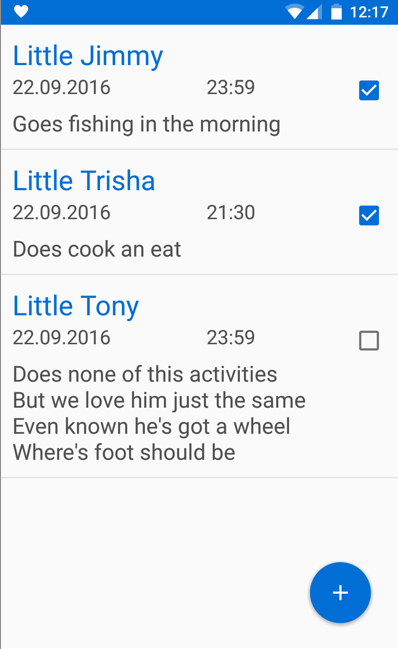 12:17
Little Jimmy
22.09.2016 23:59
Goes fishing in the morning
Little Trisha
22.09.2016 21:30
Does cook an eat
Little Tony
22.09.2016 23:59
Does none of this activities
But we love him just the same
Even known he's got a wheel
Where's foot should be
+